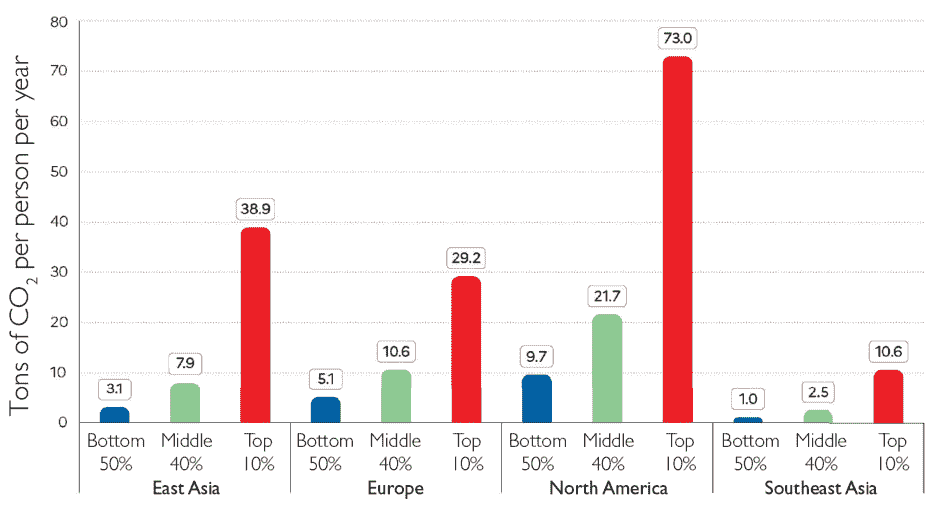 Tons of CO₂ per person per year
80
70
60
50
40
30
20
10
0
3.1
7.9
38.9
5.1
10.6
29.2
9.7
21.7
73.0
1.0
2.5
10.6
Bottom 50%
Middle 40%
Top 10%
Bottom 50%
Middle 40%
Top 10%
Bottom 50%
Middle 40%
Top 10%
Bottom 50%
Middle 40%
Top 10%
East Asia
Europe
North America
Southeast Asia